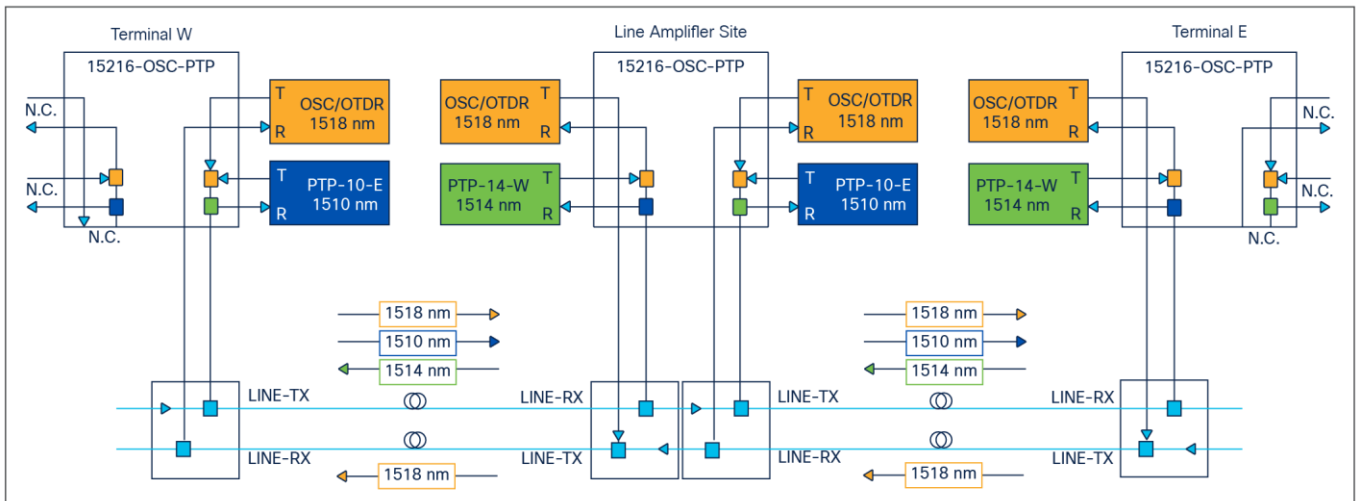 Terminal W
Line Amplifier Site
Terminal E
15216-OSC-PTP
15216-OSC-PTP
15216-OSC-PTP
N.C.
N.C.
N.C.
T
OSC/OTDR
1518 nm
R
T
PTP-10-E
1510 nm
R
OSC/OTDR
1518 nm
T
R
PTP-14-W
1514 nm
T
R
T
OSC/OTDR
1518 nm
R
T
PTP-10-E
1510 nm
R
OSC/OTDR
1518 nm
T
R
PTP-14-W
1514 nm
T
R
N.C.
N.C.
N.C.
1518 nm
1510 nm
1514 nm
1518 nm
1510 nm
1514 nm
LINE-TX
LINE-RX
LINE-TX
LINE-RX
LINE-RX
LINE-TX
LINE-RX
LINE-TX
1518 nm
1518 nm